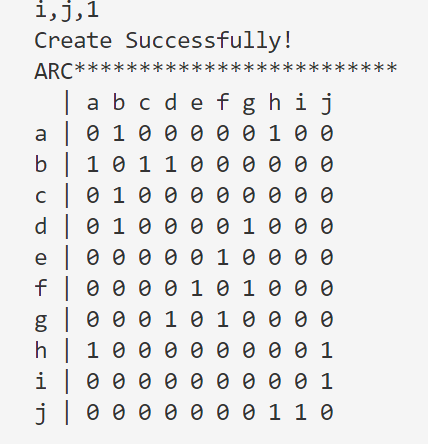 i,j,1
Create Successfully!
ARC*************************
  | a b c d e f g h i j
a | 0 1 0 0 0 0 0 1 0 0
b | 1 0 1 1 0 0 0 0 0 0
c | 0 1 0 0 0 0 0 0 0 0
d | 0 1 0 0 0 0 1 0 0 0
e | 0 0 0 0 0 1 0 0 0 0
f | 0 0 0 0 1 0 1 0 0 0
g | 0 0 0 1 0 1 0 0 0 0
h | 1 0 0 0 0 0 0 0 0 1
i | 0 0 0 0 0 0 0 0 0 1
j | 0 0 0 0 0 0 0 1 1 0